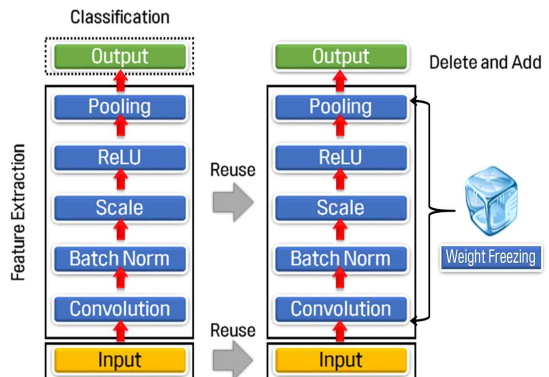 Classification
Output
Pooling
ReLU
Scale
Batch Norm
Convolution
Input
Feature Extraction
Reuse
Reuse
Output
Pooling
ReLU
Scale
Batch Norm
Convolution
Input
Delete and Add
Weight Freezing